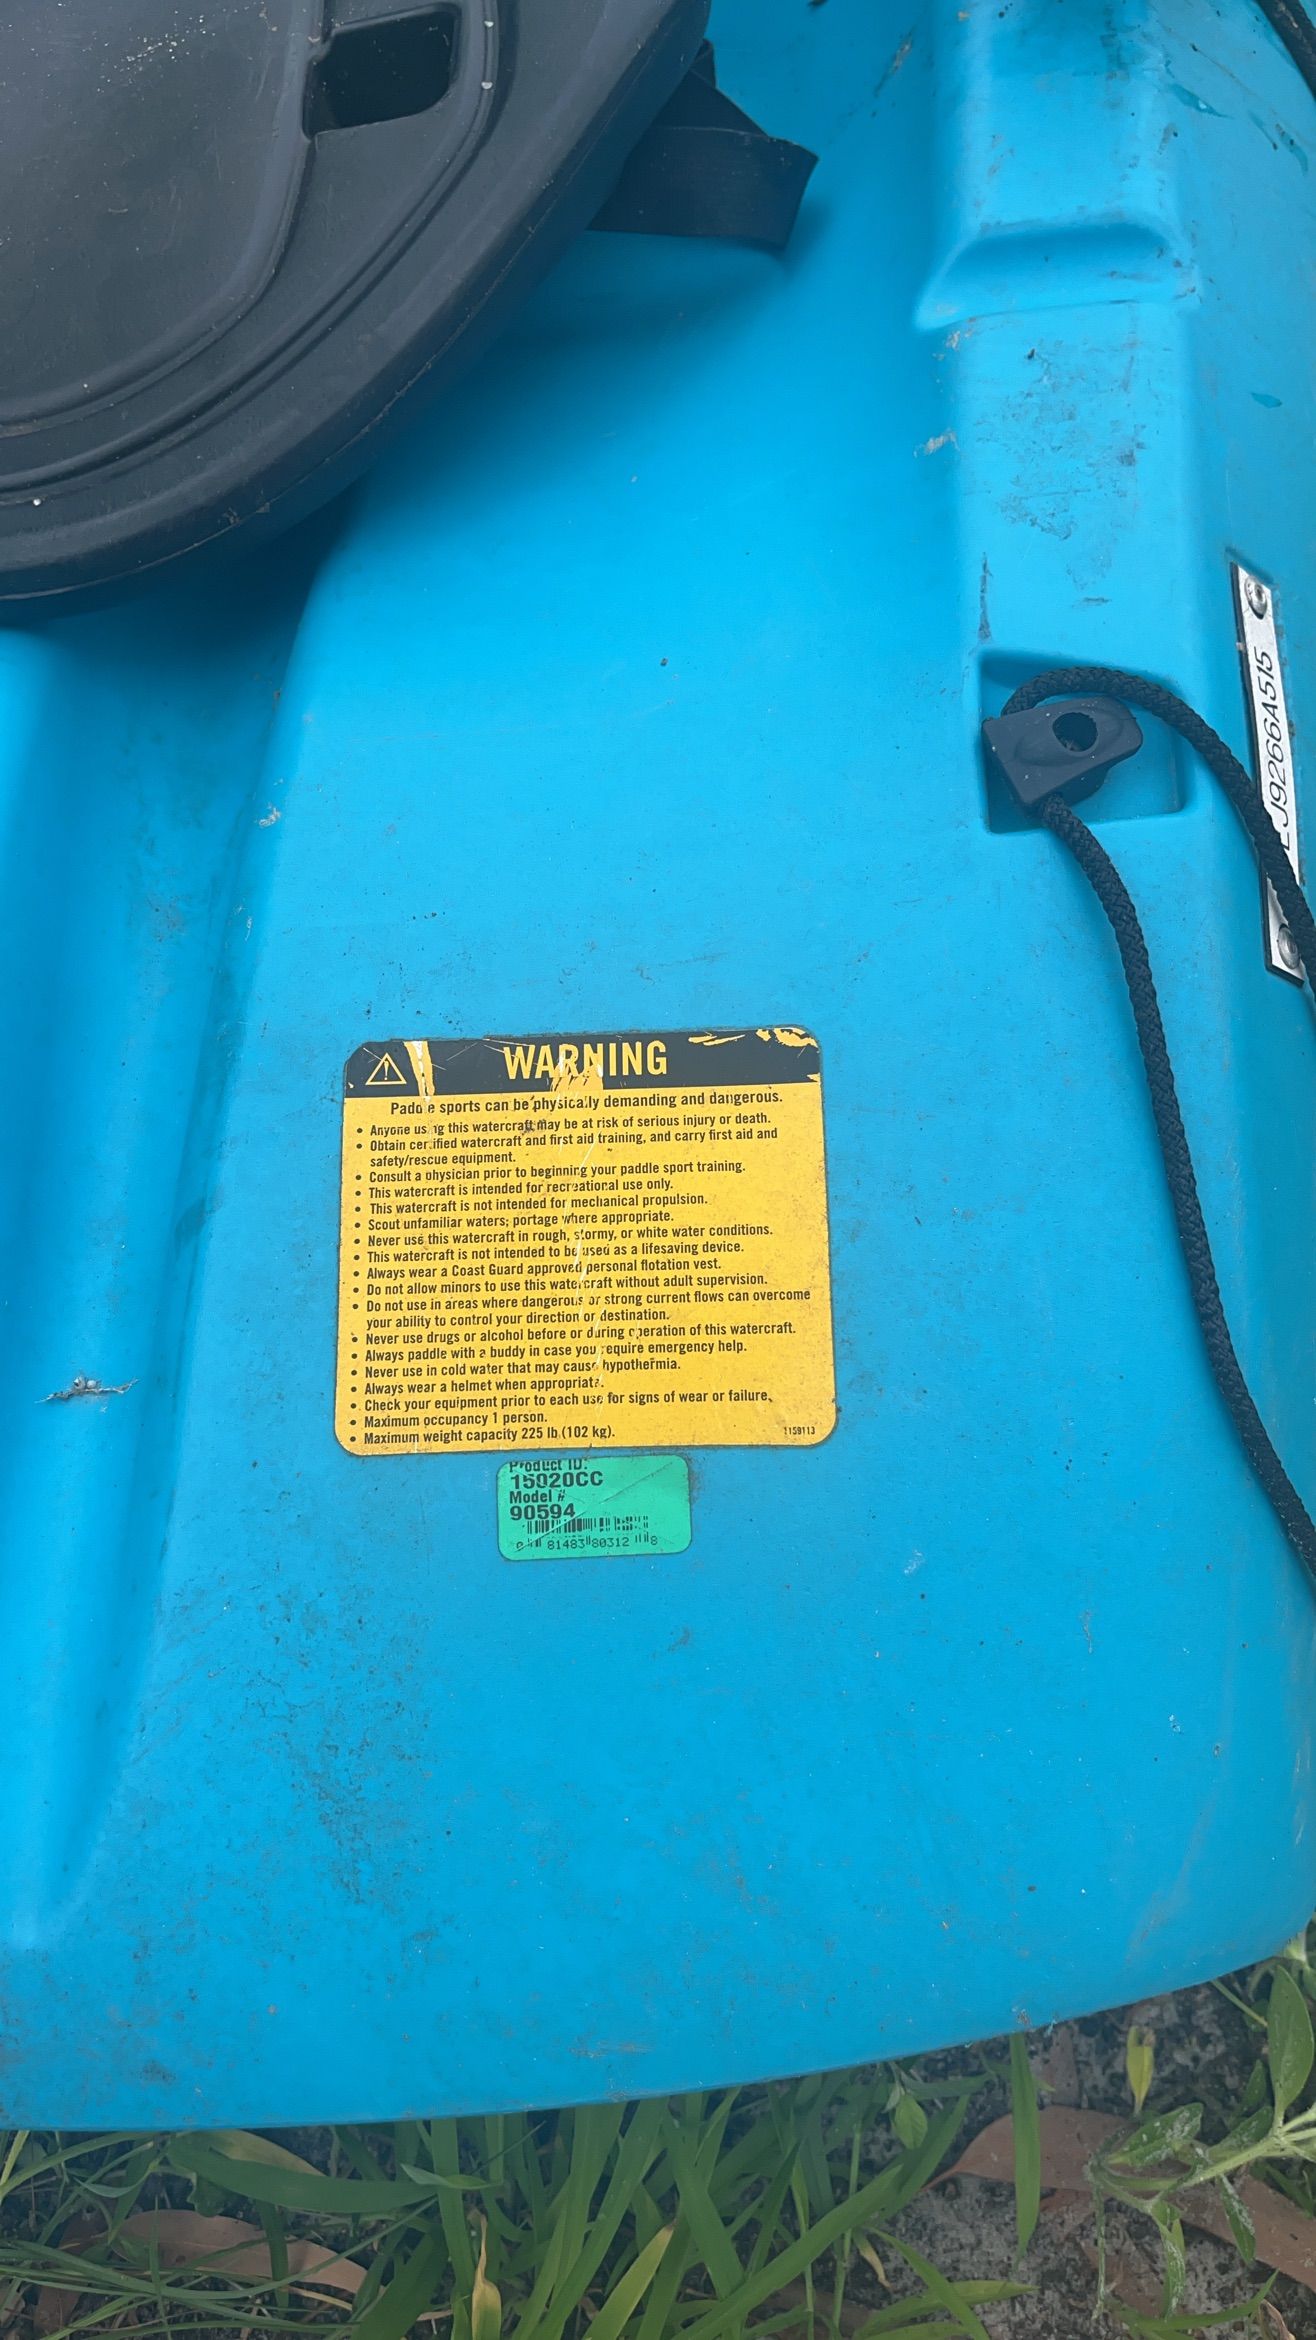 J9266A515
WARNING
Paddle sports can be physically demanding and dangerous.
• Anyone using this watercraft may be at risk of serious injury or death.
• Obtain cerified watercraft and first aid training, and carry first aid and
safety/rescue equipment.
• Consult a physician prior to beginning your paddle sport training.
• This watercraft is intended for recreational use only.
• This watercraft is not intended for mechanical propulsion.
• Scout unfamiliar waters; portage where appropriate.
• Never use this watercraft in rough, stormy, or white water conditions.
• This watercraft is not intended to be used as a lifesaving device.
• Always wear a Coast Guard approved personal flotation vest.
• Do not allow minors to use this watercraft without adult supervision.
• Do not use in areas where dangerous or strong current flows can overcome
your ability to control your direction or destination.
• Never use drugs or alcohol before or during operation of this watercraft.
• Always paddle with a buddy in case you require emergency help.
• Never use in cold water that may cause hypothermia.
• Always wear a helmet when appropriate.
• Check your equipment prior to each use for signs of wear or failure.
• Maximum occupancy 1 person.
• Maximum weight capacity 225 lb (102 kg).
1159113
Product ID:
15020CC
Model #
90594
0 81483 80312 8